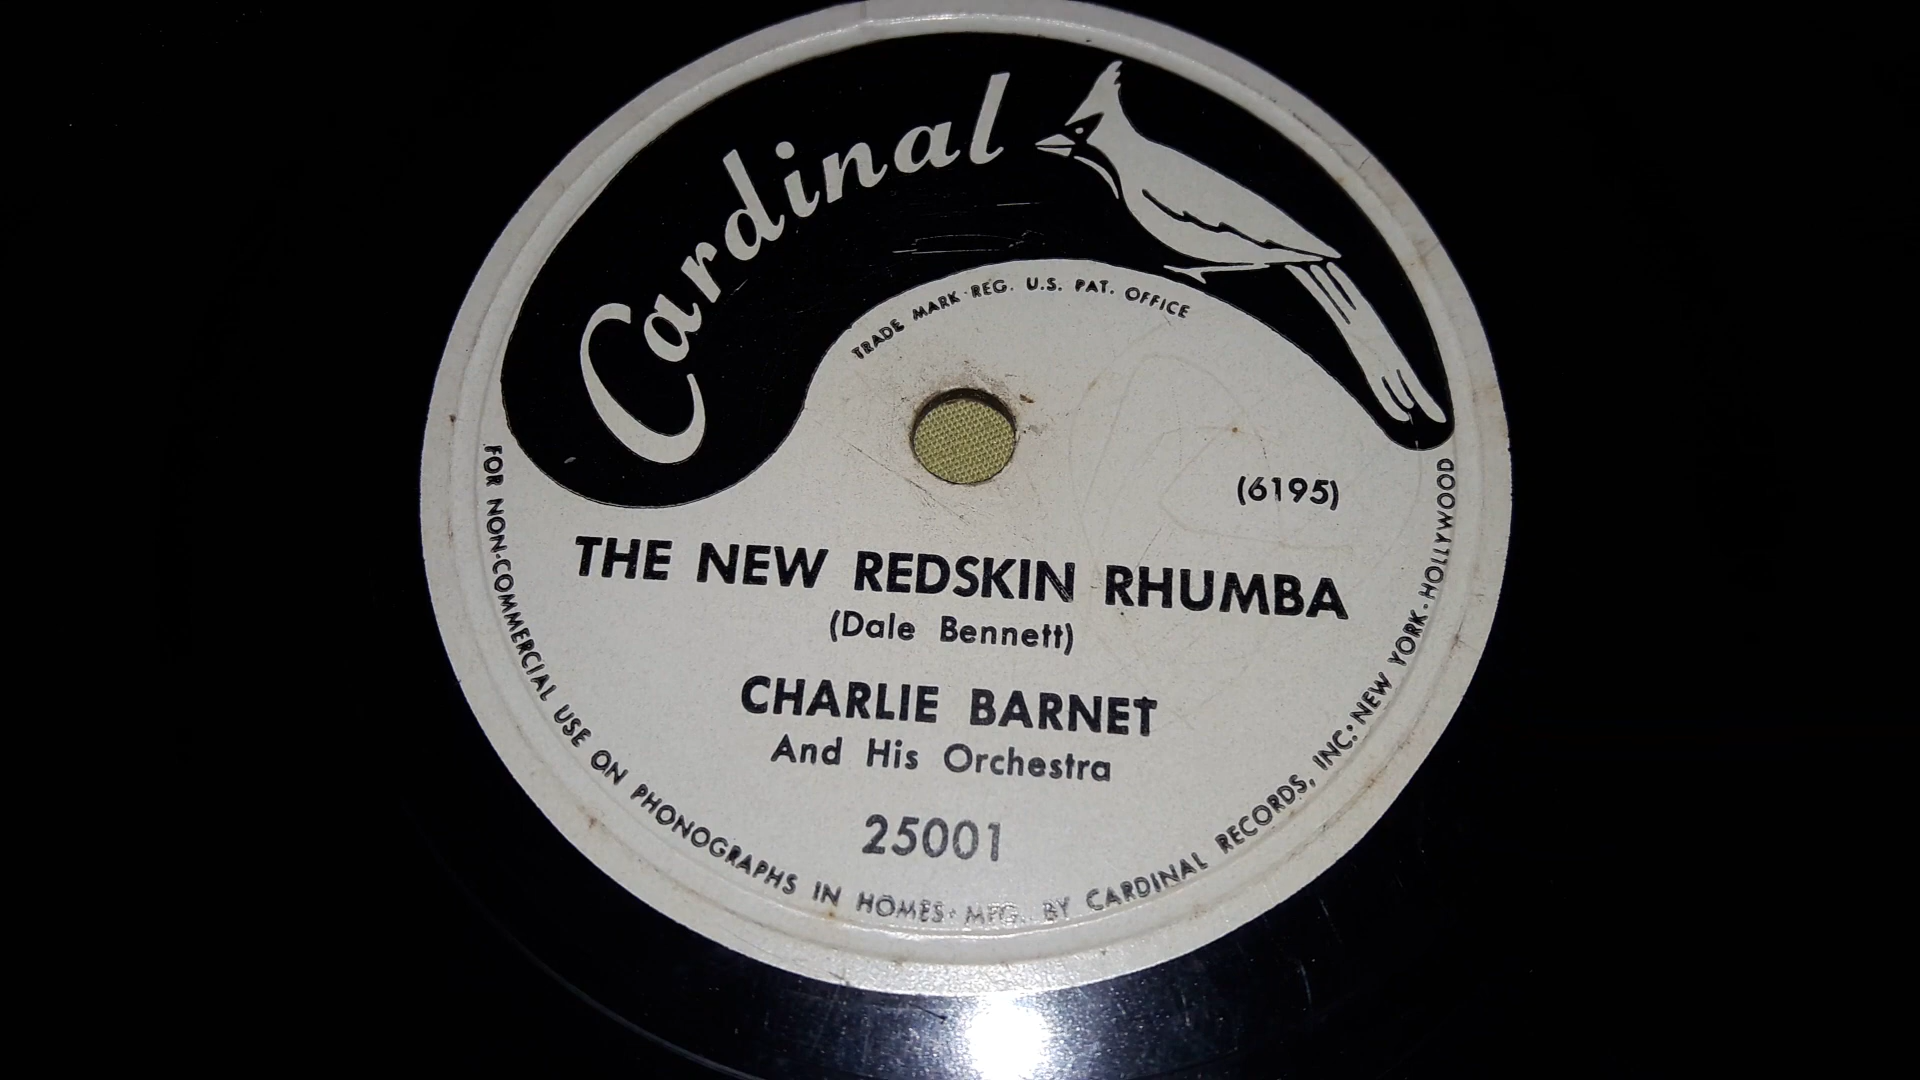 Cardinal
TRADE MARK · REG. U.S. PAT. OFFICE
(6195)
THE NEW REDSKIN RHUMBA
(Dale Bennett)
CHARLIE BARNET
And His Orchestra
25001
FOR NON-COMMERCIAL USE ON PHONOGRAPHS IN HOMES · MFG. BY CARDINAL RECORDS, INC. · NEW YORK · HOLLYWOOD